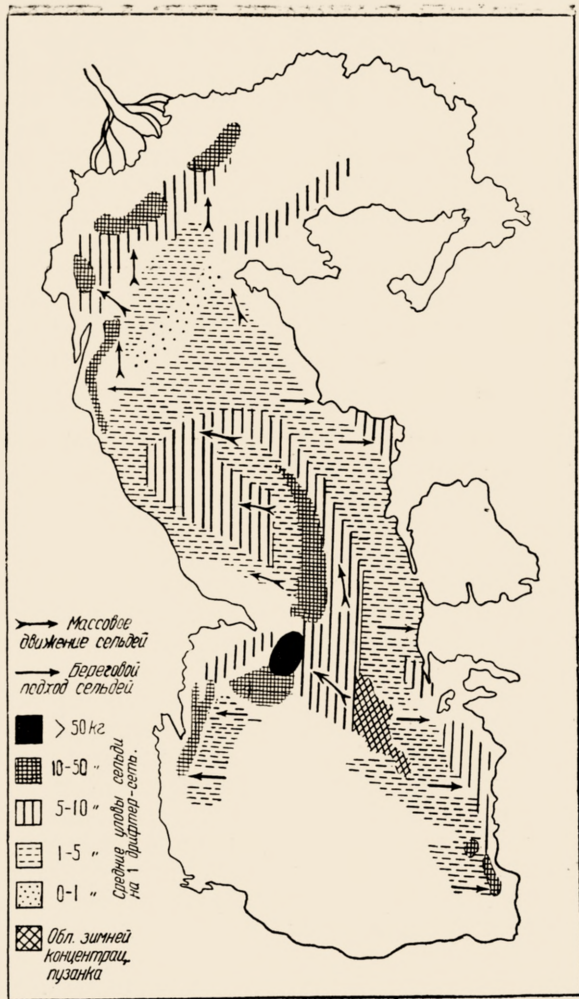 Массовое
движение сельдей
Береговой
подход сельдей
> 50 кг
10-50 "
5-10 "
1-5 "
0-1 "
Средние уловы сельди
на 1 дрифтер-сеть.
Обл. зимней
концентрац.
пузанка